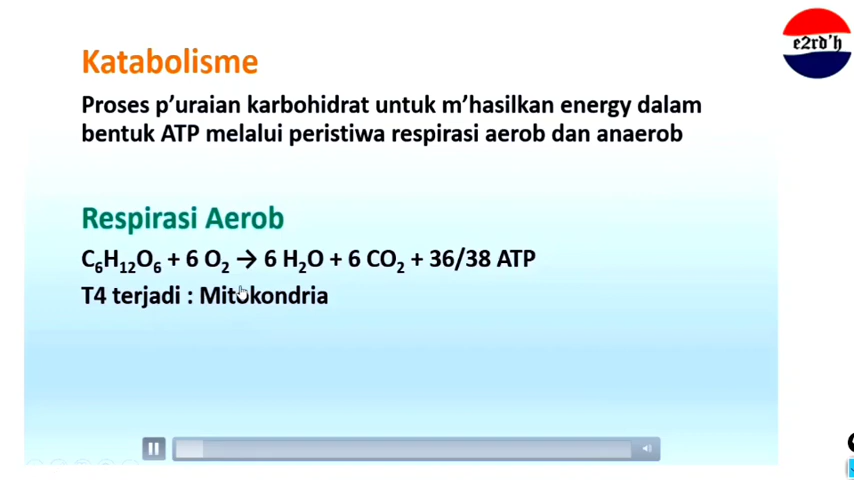 e2rd'h
Katabolisme
Proses p’uraian karbohidrat untuk m’hasilkan energy dalam
bentuk ATP melalui peristiwa respirasi aerob dan anaerob
Respirasi Aerob
C₆H₁₂O₆ + 6 O₂ → 6 H₂O + 6 CO₂ + 36/38 ATP
T4 terjadi : Mitokondria